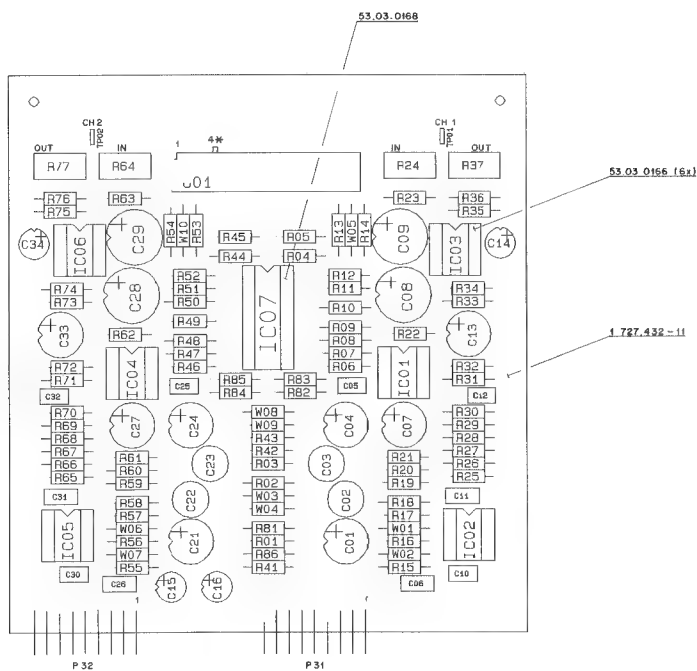 53.03.0168
CH 2
TP02
CH 1
TP01
OUT
IN
1
4*
IN
OUT
R77
R64
J01
R24
R37
53.03 0166 (6x)
R76
R75
R63
R23
R36
R35
C34
IC06
C29
R54
W10
R53
R45
R05
R44
R04
R13
W05
R14
C09
IC03
C14
R74
R73
C28
R52
R51
R50
IC07
R12
R11
R10
C08
R34
R33
C33
R62
R49
R48
R47
R46
R09
R08
R07
R06
R22
C13
1 727.432-11
R72
R71
IC04
C25
R85
R84
R83
R82
C05
IC01
R32
R31
C32
C12
R70
R69
R68
R67
R66
R65
C27
C24
W08
W09
R43
R42
R03
C04
C07
R30
R29
R28
R27
R26
R25
R61
R60
R59
C23
C03
R21
R20
R19
C31
C22
R02
W03
W04
C02
C11
R58
R57
W06
R56
W07
R55
R18
R17
W01
R16
W02
R15
IC05
C21
R81
R01
R86
R41
C01
IC02
C30
C26
C15
C16
C06
C10
1
1
P32
P31